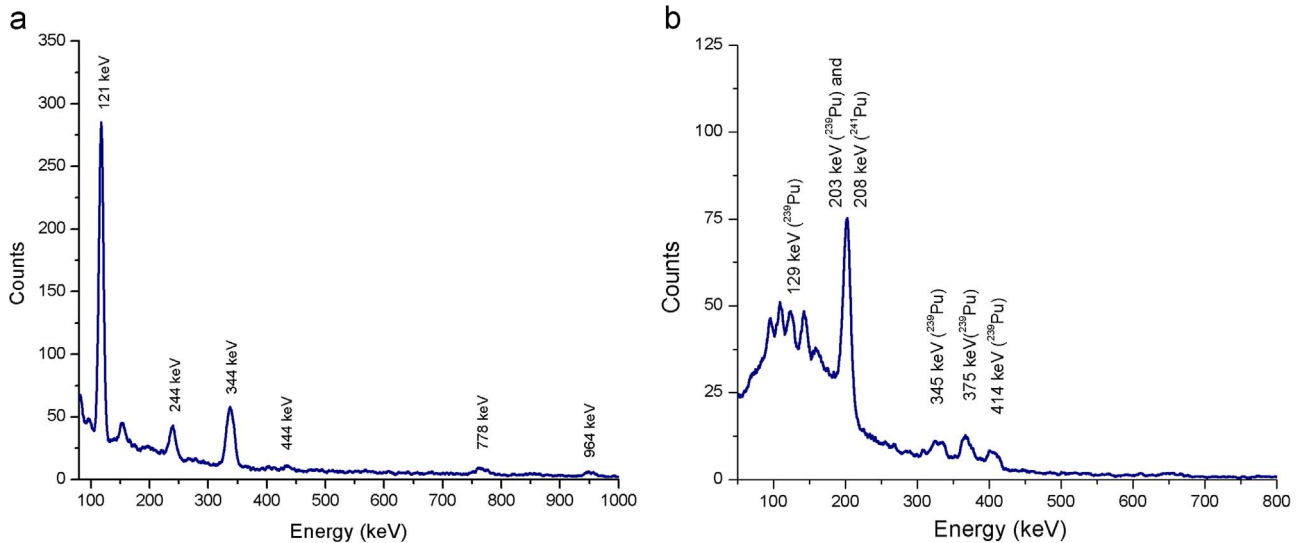 a
350
300
250
200
150
100
50
0
Counts
121 keV
244 keV
344 keV
444 keV
778 keV
964 keV
100 200 300 400 500 600 700 800 900 1000
Energy (keV)
b
125
100
75
50
25
0
Counts
129 keV (²³⁹Pu)
203 keV (²³⁹Pu) and
208 keV (²⁴¹Pu)
345 keV (²³⁹Pu)
375 keV(²³⁹Pu)
414 keV (²³⁹Pu)
100 200 300 400 500 600 700 800
Energy (keV)